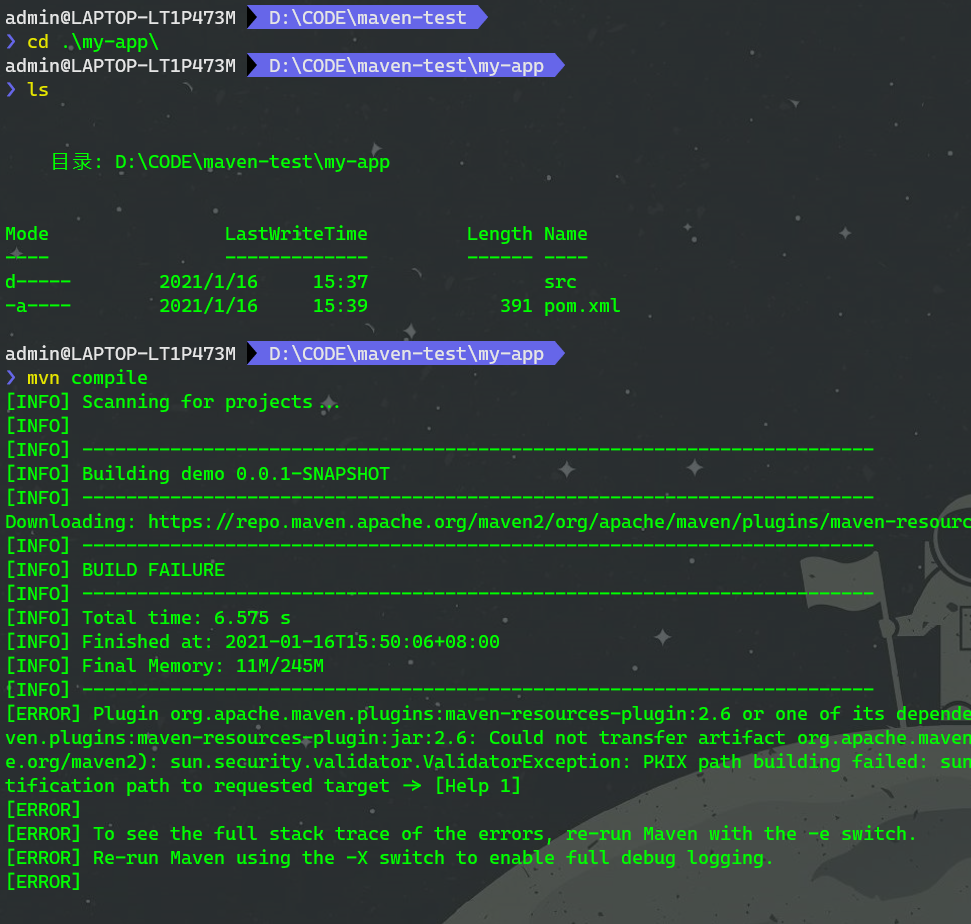 admin@LAPTOP-LT1P473M D:\CODE\maven-test
❯ cd .\my-app\
admin@LAPTOP-LT1P473M D:\CODE\maven-test\my-app
❯ ls
目录: D:\CODE\maven-test\my-app
Mode LastWriteTime Length Name
---- ------------- ------ ----
d----- 2021/1/16 15:37 src
-a---- 2021/1/16 15:39 391 pom.xml
admin@LAPTOP-LT1P473M D:\CODE\maven-test\my-app
❯ mvn compile
[INFO] Scanning for projects...
[INFO]
[INFO] ------------------------------------------------------------------------
[INFO] Building demo 0.0.1-SNAPSHOT
[INFO] ------------------------------------------------------------------------
Downloading: https://repo.maven.apache.org/maven2/org/apache/maven/plugins/maven-resourc
[INFO] ------------------------------------------------------------------------
[INFO] BUILD FAILURE
[INFO] ------------------------------------------------------------------------
[INFO] Total time: 6.575 s
[INFO] Finished at: 2021-01-16T15:50:06+08:00
[INFO] Final Memory: 11M/245M
[INFO] ------------------------------------------------------------------------
[ERROR] Plugin org.apache.maven.plugins:maven-resources-plugin:2.6 or one of its depende
ven.plugins:maven-resources-plugin:jar:2.6: Could not transfer artifact org.apache.maven
e.org/maven2): sun.security.validator.ValidatorException: PKIX path building failed: sun
tification path to requested target -> [Help 1]
[ERROR]
[ERROR] To see the full stack trace of the errors, re-run Maven with the -e switch.
[ERROR] Re-run Maven using the -X switch to enable full debug logging.
[ERROR]